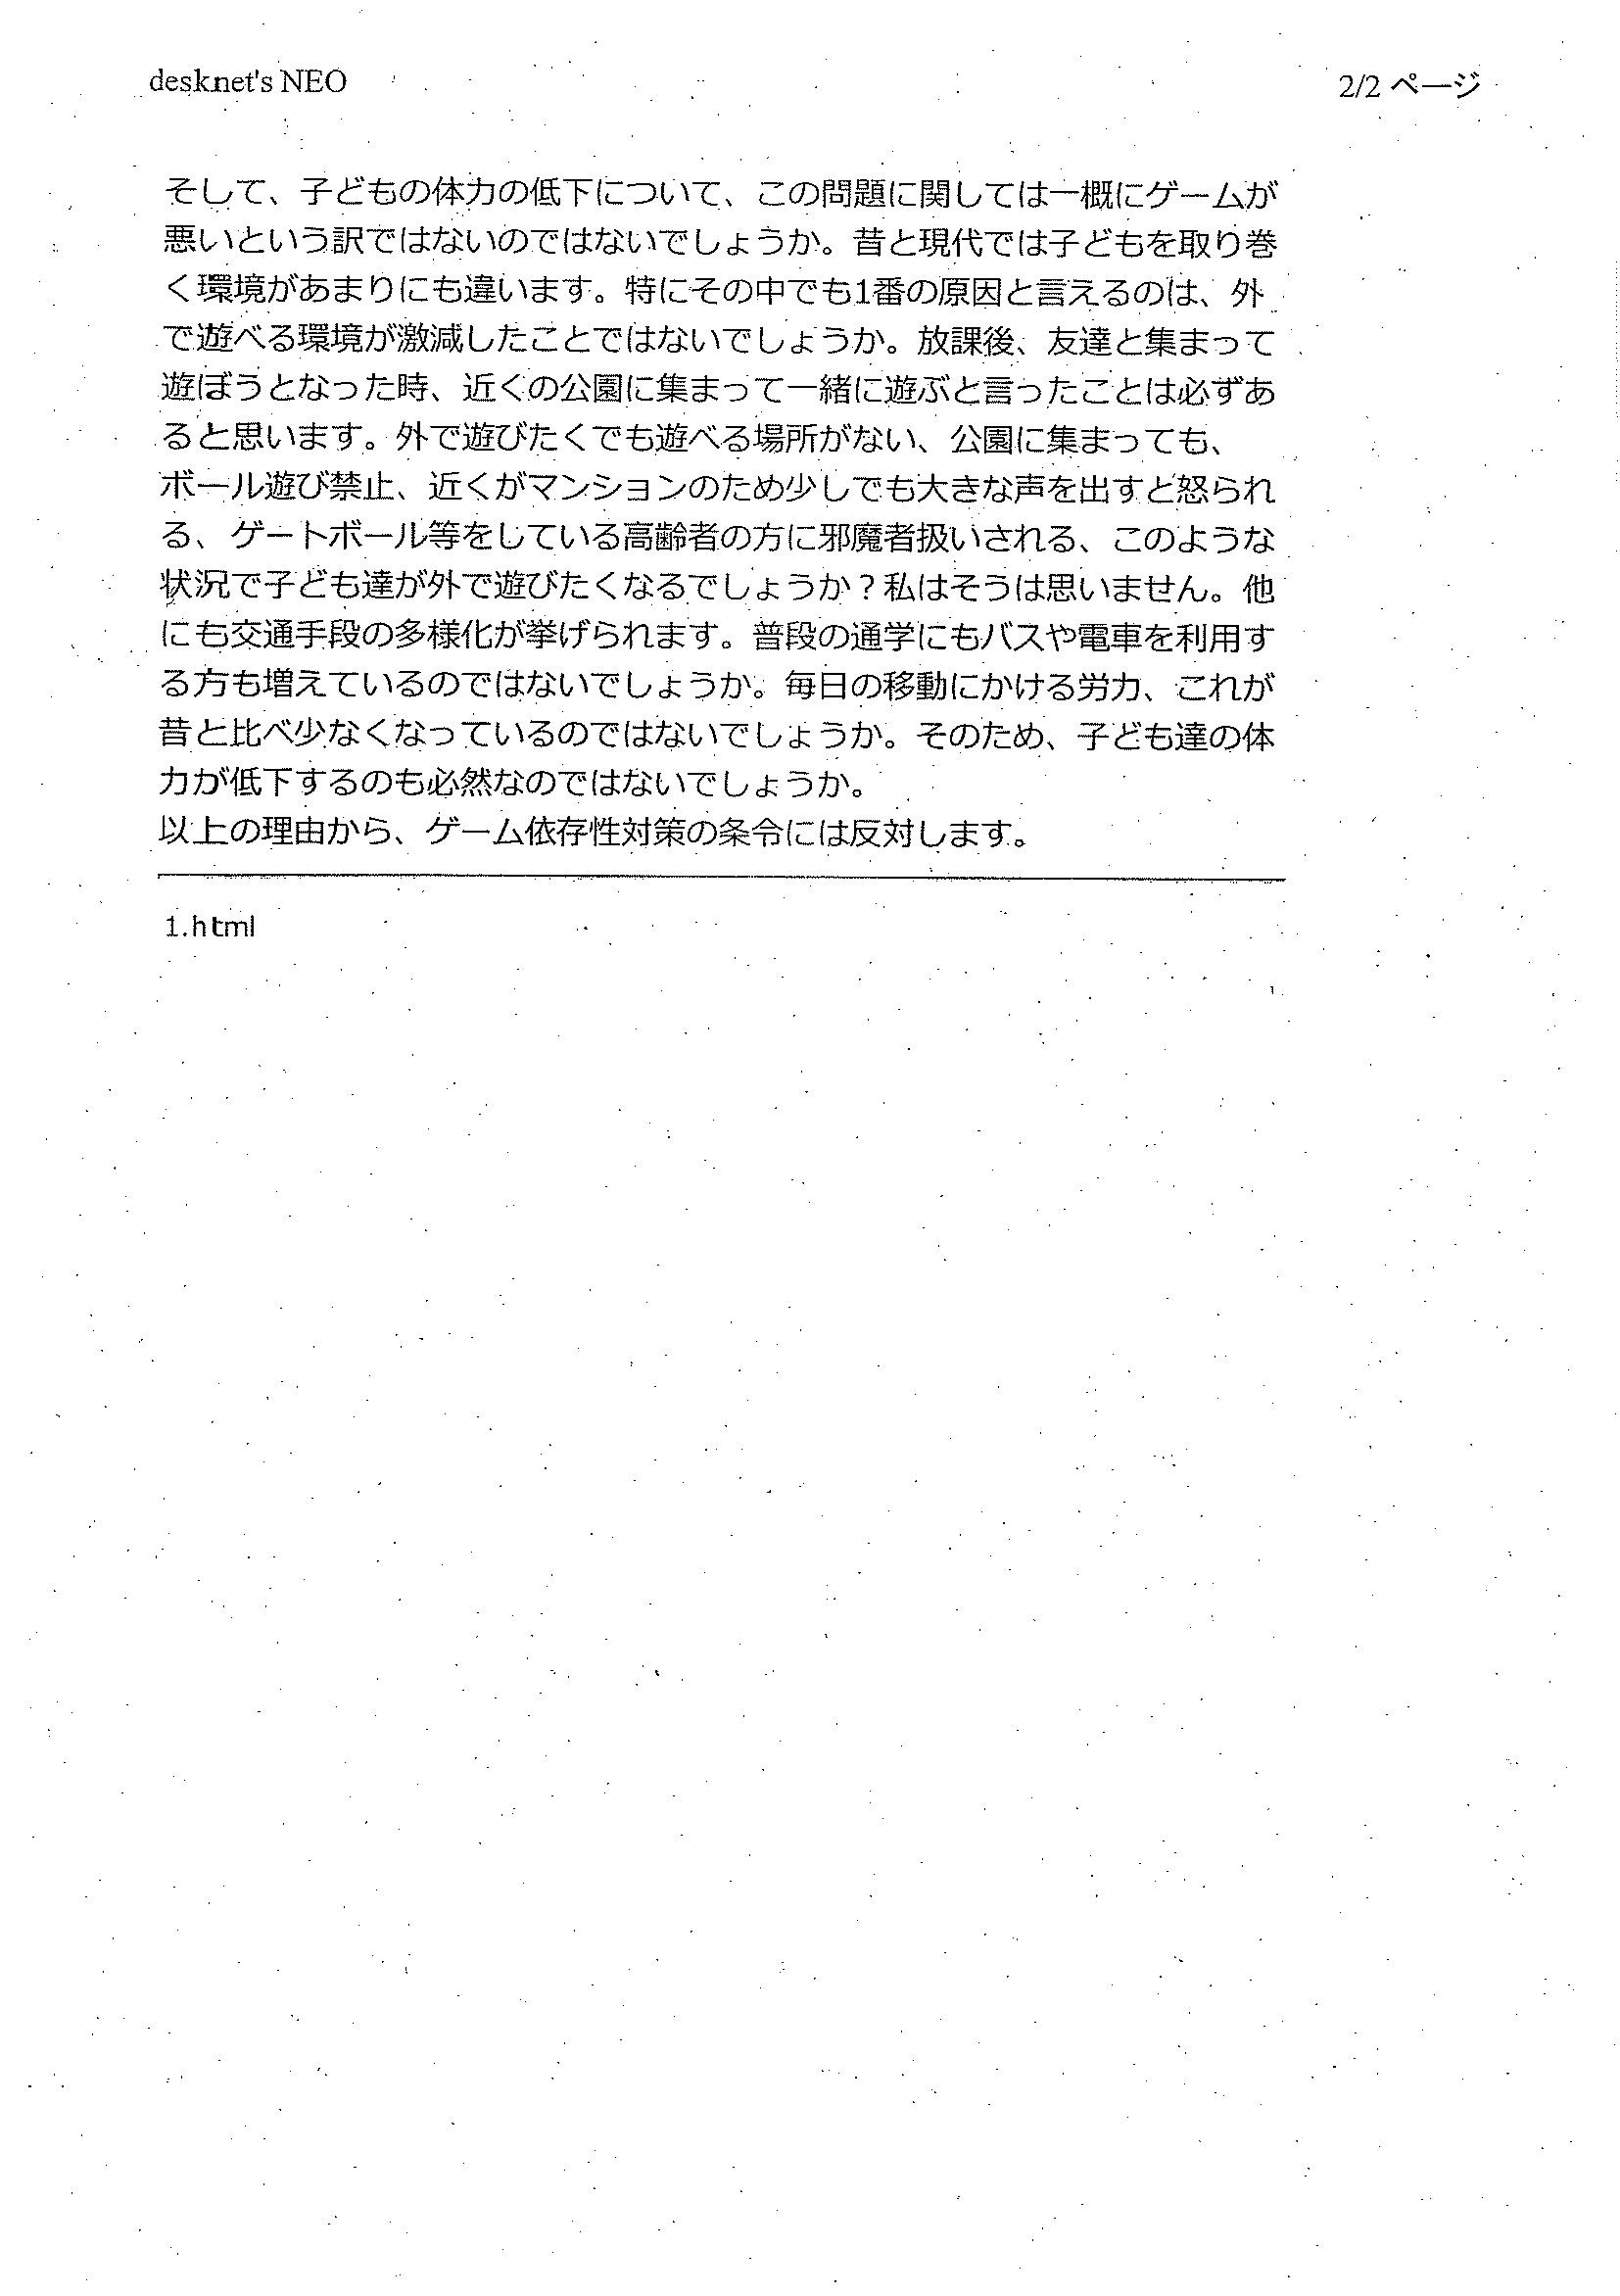 desknet's NEO
2/2 ページ
そして、子どもの体力の低下について、この問題に関しては一概にゲームが
悪いという訳ではないのではないでしょうか。昔と現代では子どもを取り巻
く環境があまりにも違います。特にその中でも1番の原因と言えるのは、外
で遊べる環境が激減したことではないでしょうか。放課後、友達と集まって
遊ぼうとなった時、近くの公園に集まって一緒に遊ぶと言ったことは必ずあ
ると思います。外で遊びたくでも遊べる場所がない、公園に集まっても、
ボール遊び禁止、近くがマンションのため少しでも大きな声を出すと怒られ
る、ゲートボール等をしている高齢者の方に邪魔者扱いされる、このような
状況で子ども達が外で遊びたくなるでしょうか？私はそうは思いません。他
にも交通手段の多様化が挙げられます。普段の通学にもバスや電車を利用す
る方も増えているのではないでしょうか。毎日の移動にかける労力、これが
昔と比べ少なくなっているのではないでしょうか。そのため、子ども達の体
力が低下するのも必然なのではないでしょうか。
以上の理由から、ゲーム依存性対策の条令には反対します。
1.html